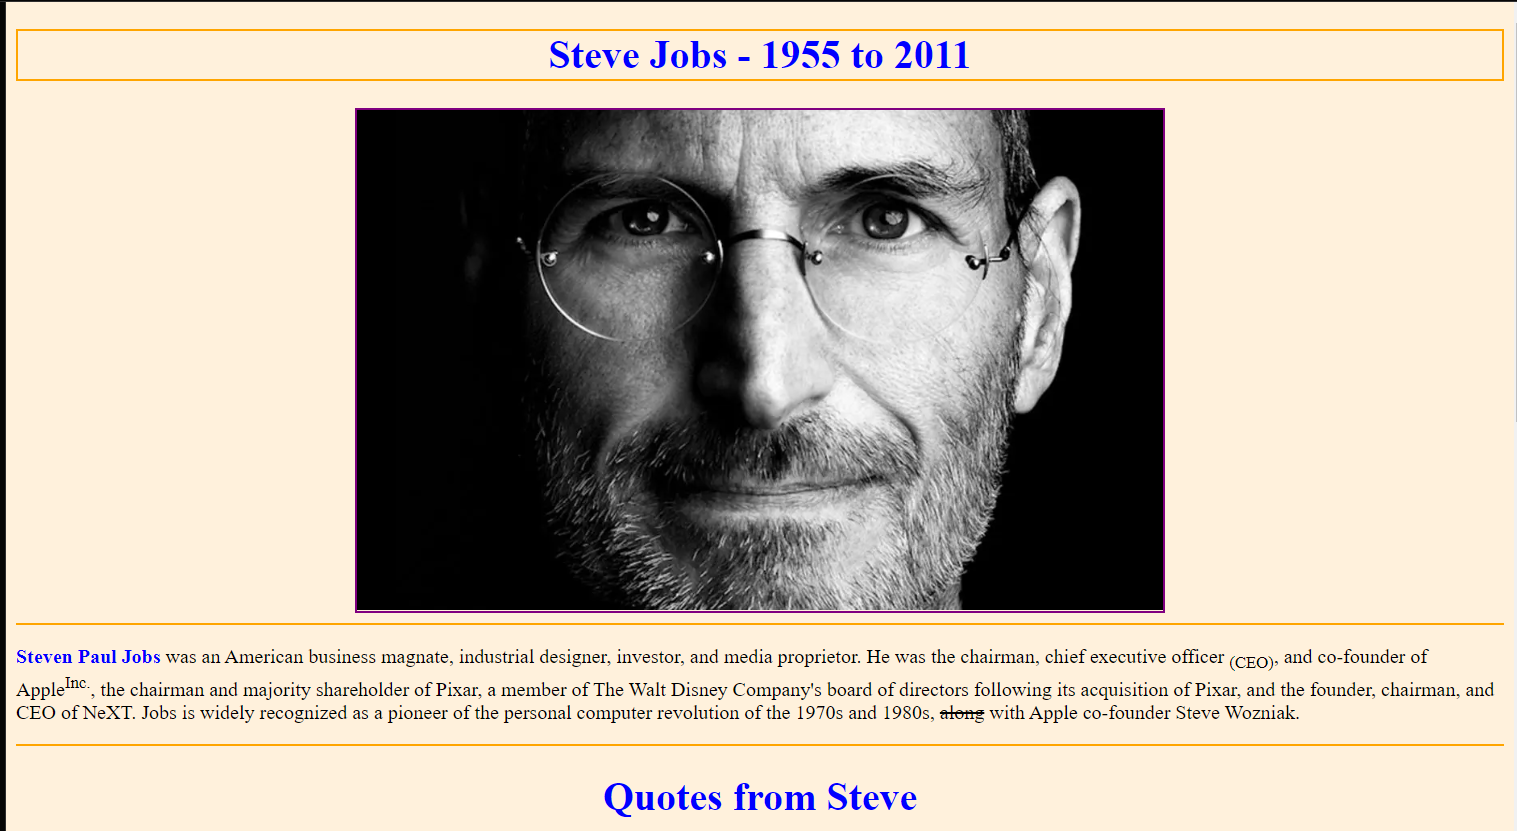 Steve Jobs - 1955 to 2011
Steven Paul Jobs was an American business magnate, industrial designer, investor, and media proprietor. He was the chairman, chief executive officer (CEO), and co-founder of
AppleInc., the chairman and majority shareholder of Pixar, a member of The Walt Disney Company's board of directors following its acquisition of Pixar, and the founder, chairman, and
CEO of NeXT. Jobs is widely recognized as a pioneer of the personal computer revolution of the 1970s and 1980s, along with Apple co-founder Steve Wozniak.
Quotes from Steve